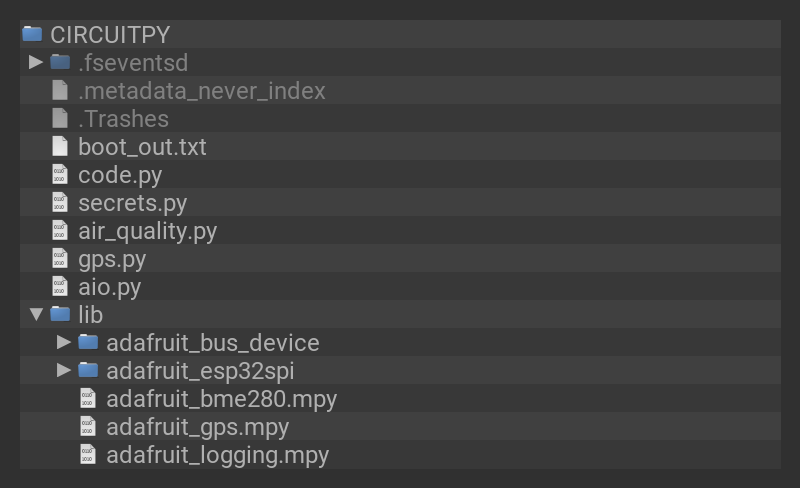 CIRCUITPY
.fseventsd
.metadata_never_index
.Trashes
boot_out.txt
code.py
secrets.py
air_quality.py
gps.py
aio.py
lib
adafruit_bus_device
adafruit_esp32spi
adafruit_bme280.mpy
adafruit_gps.mpy
adafruit_logging.mpy